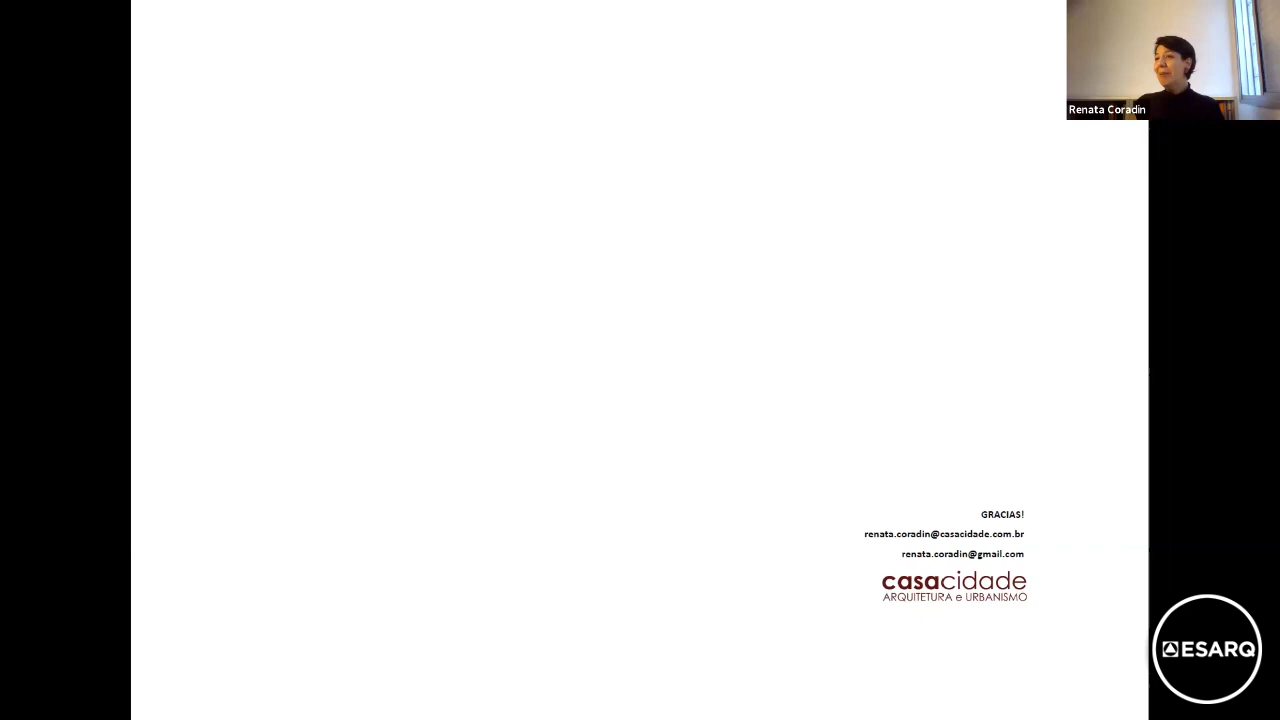 Renata Coradin
GRACIAS!
renata.coradin@casacidade.com.br
renata.coradin@gmail.com
casacidade
ARQUITETURA e URBANISMO
ESARQ